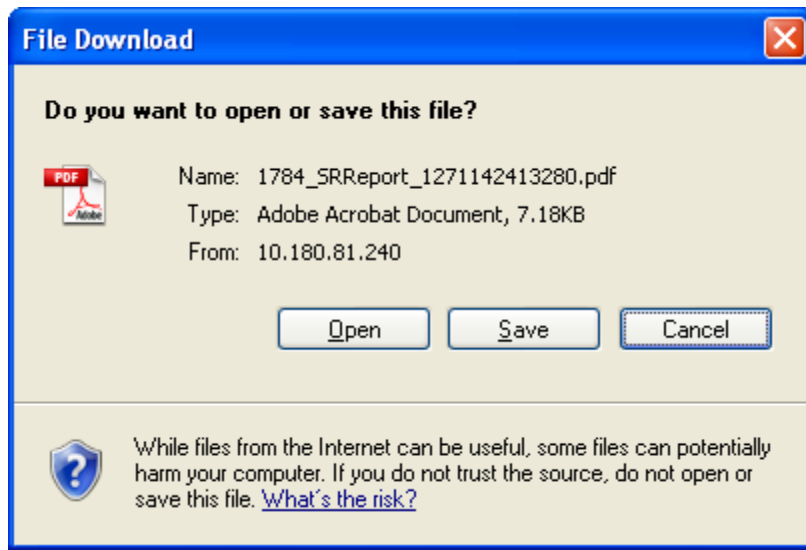 File Download
Do you want to open or save this file?
PDF
Adobe
Name: 1784_SRReport_1271142413280.pdf
Type: Adobe Acrobat Document, 7.18KB
From: 10.180.81.240
Open Save Cancel
While files from the Internet can be useful, some files can potentially
harm your computer. If you do not trust the source, do not open or
save this file. What's the risk?